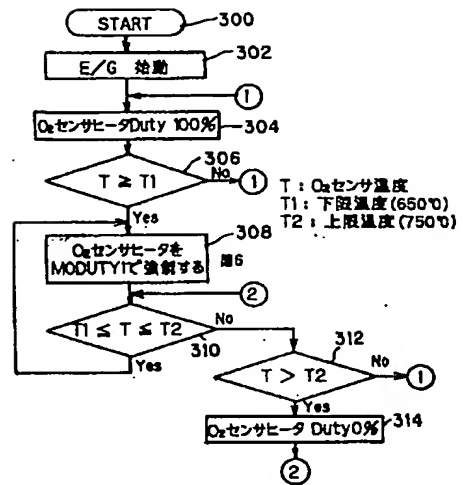 START
300
E/G 始動
302
①
O₂センサヒータDuty 100%
304
306
T ≥ T1
No
①
T : O₂センサ温度
T1 : 下限温度(650℃)
T2 : 上限温度(750℃)
Yes
308
O₂センサヒータを
MODUTY1で強制する
②
T1 ≤ T ≤ T2
No
310
Yes
312
T > T2
No
①
Yes
314
O₂センサヒータ Duty0%
②